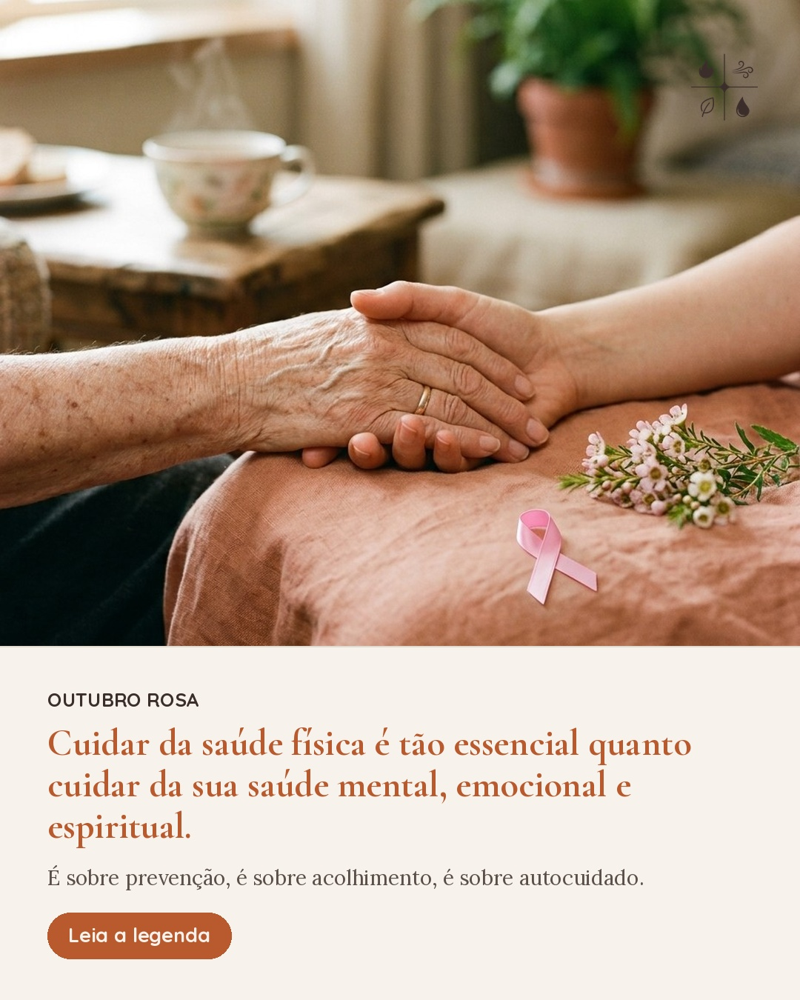 OUTUBRO ROSA
Cuidar da saúde física é tão essencial quanto
cuidar da sua saúde mental, emocional e
espiritual.
É sobre prevenção, é sobre acolhimento, é sobre autocuidado.
Leia a legenda